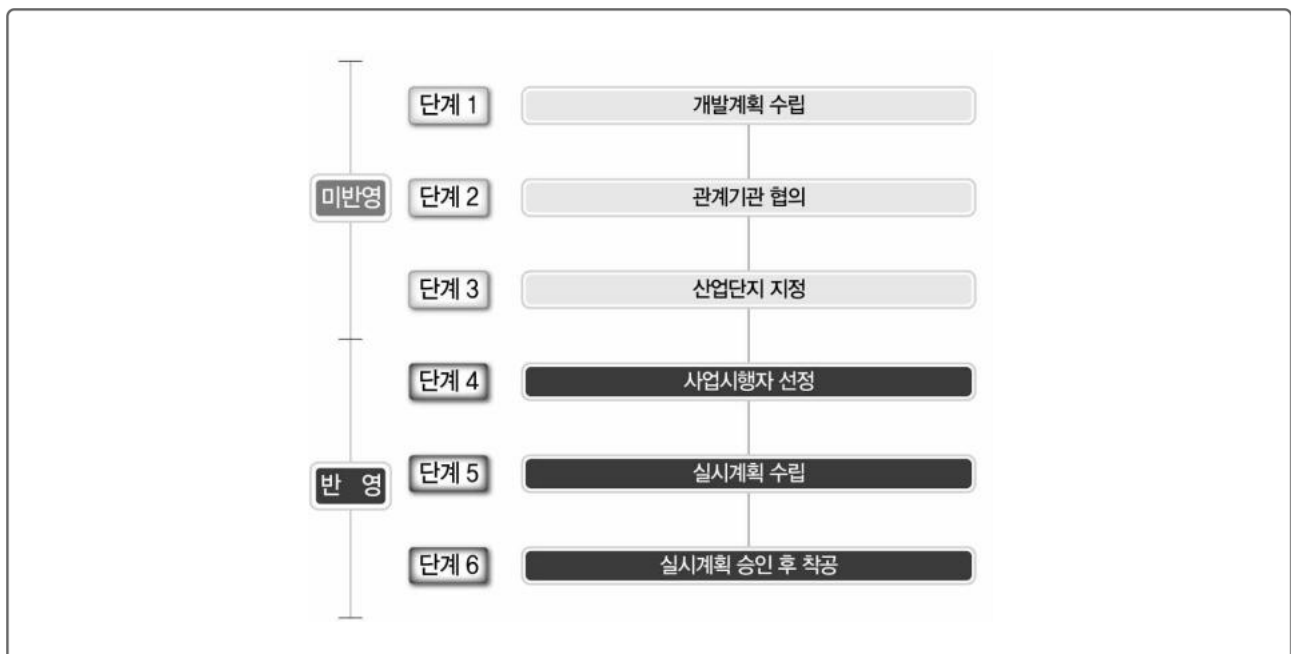 단계 1 개발계획 수립
미반영 단계 2 관계기관 협의
단계 3 산업단지 지정
단계 4 사업시행자 선정
반 영 단계 5 실시계획 수립
단계 6 실시계획 승인 후 착공